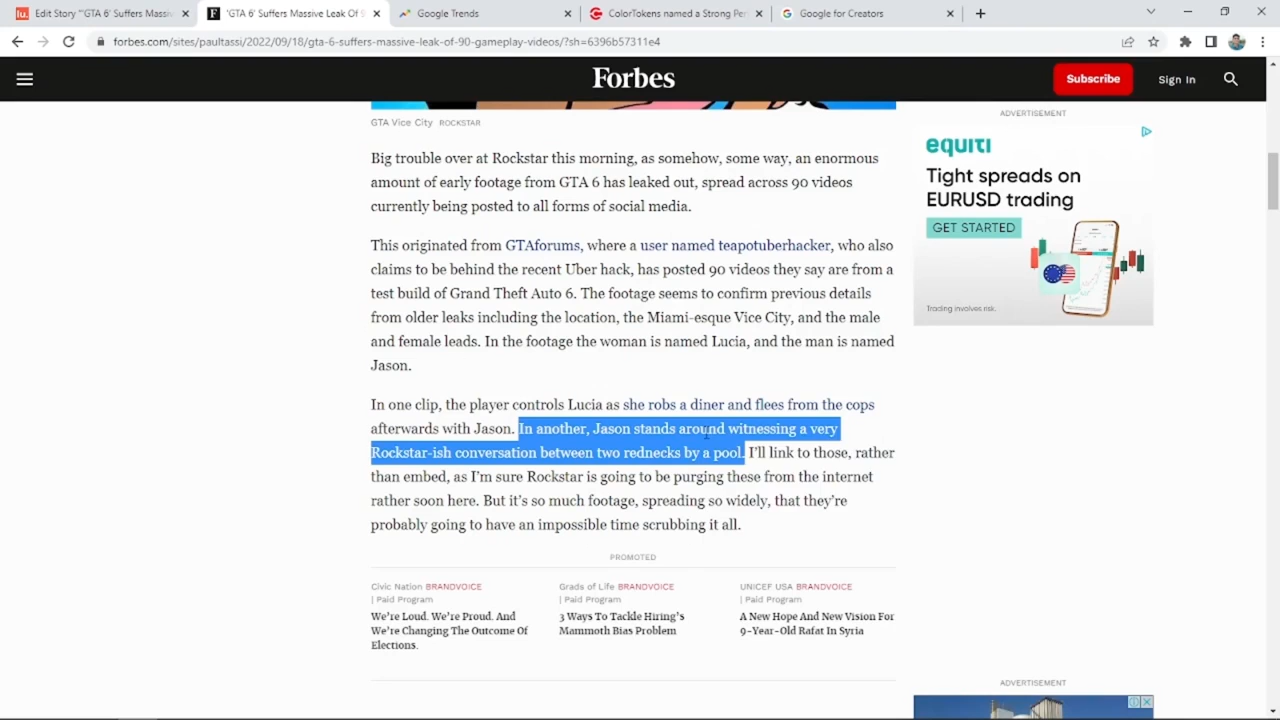 lu.
Edit Story "'GTA 6' Suffers Massiv
'GTA 6' Suffers Massive Leak Of 9
Google Trends
ColorTokens named a Strong Per
Google for Creators
forbes.com/sites/paultassi/2022/09/18/gta-6-suffers-massive-leak-of-90-gameplay-videos/?sh=6396b57311e4
Forbes
Subscribe
Sign In
GTA Vice City ROCKSTAR
Big trouble over at Rockstar this morning, as somehow, some way, an enormous
amount of early footage from GTA 6 has leaked out, spread across 90 videos
currently being posted to all forms of social media.
This originated from GTAforums, where a user named teapotuberhacker, who also
claims to be behind the recent Uber hack, has posted 90 videos they say are from a
test build of Grand Theft Auto 6. The footage seems to confirm previous details
from older leaks including the location, the Miami-esque Vice City, and the male
and female leads. In the footage the woman is named Lucia, and the man is named
Jason.
In one clip, the player controls Lucia as she robs a diner and flees from the cops
afterwards with Jason. In another, Jason stands around witnessing a very
Rockstar-ish conversation between two rednecks by a pool. I'll link to those, rather
than embed, as I'm sure Rockstar is going to be purging these from the internet
rather soon here. But it's so much footage, spreading so widely, that they're
probably going to have an impossible time scrubbing it all.
PROMOTED
Civic Nation BRANDVOICE
| Paid Program
We're Loud. We're Proud. And
We're Changing The Outcome Of
Elections.
Grads of Life BRANDVOICE
| Paid Program
3 Ways To Tackle Hiring's
Mammoth Bias Problem
UNICEF USA BRANDVOICE
| Paid Program
A New Hope And New Vision For
9-Year-Old Rafat In Syria
ADVERTISEMENT
equiti
Tight spreads on
EURUSD trading
GET STARTED
Trading involves risk.
ADVERTISEMENT